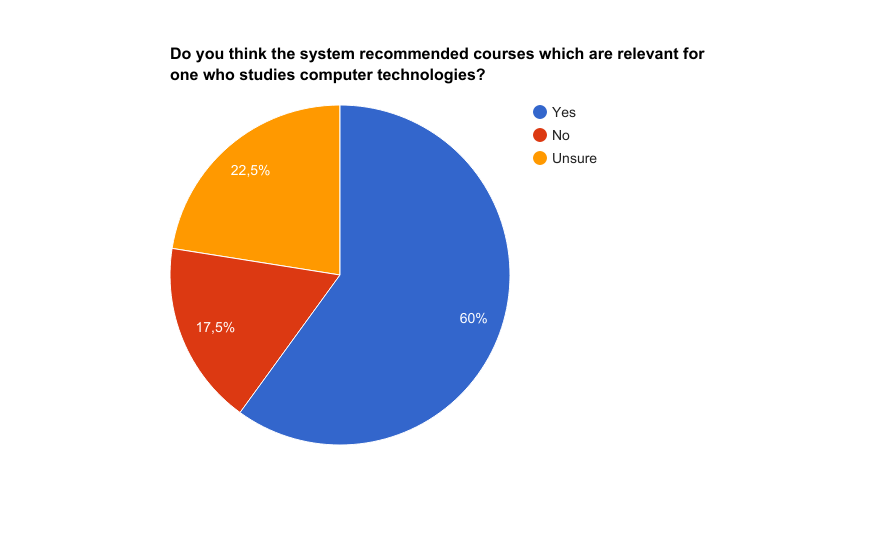 Do you think the system recommended courses which are relevant for
one who studies computer technologies?
Yes
No
Unsure
22,5%
17,5%
60%